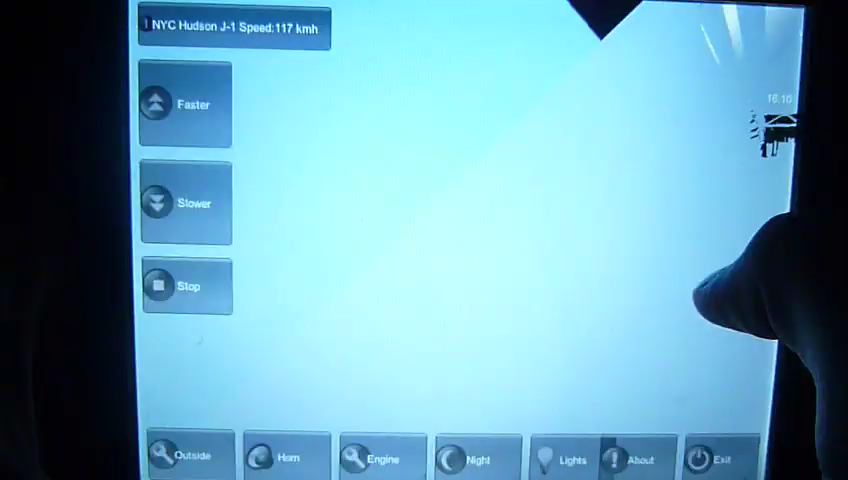 NYC Hudson J-1 Speed:117 kmh
Faster
16:10
Slower
Stop
Outside
Horn
Engine
Night
Lights
About
Exit